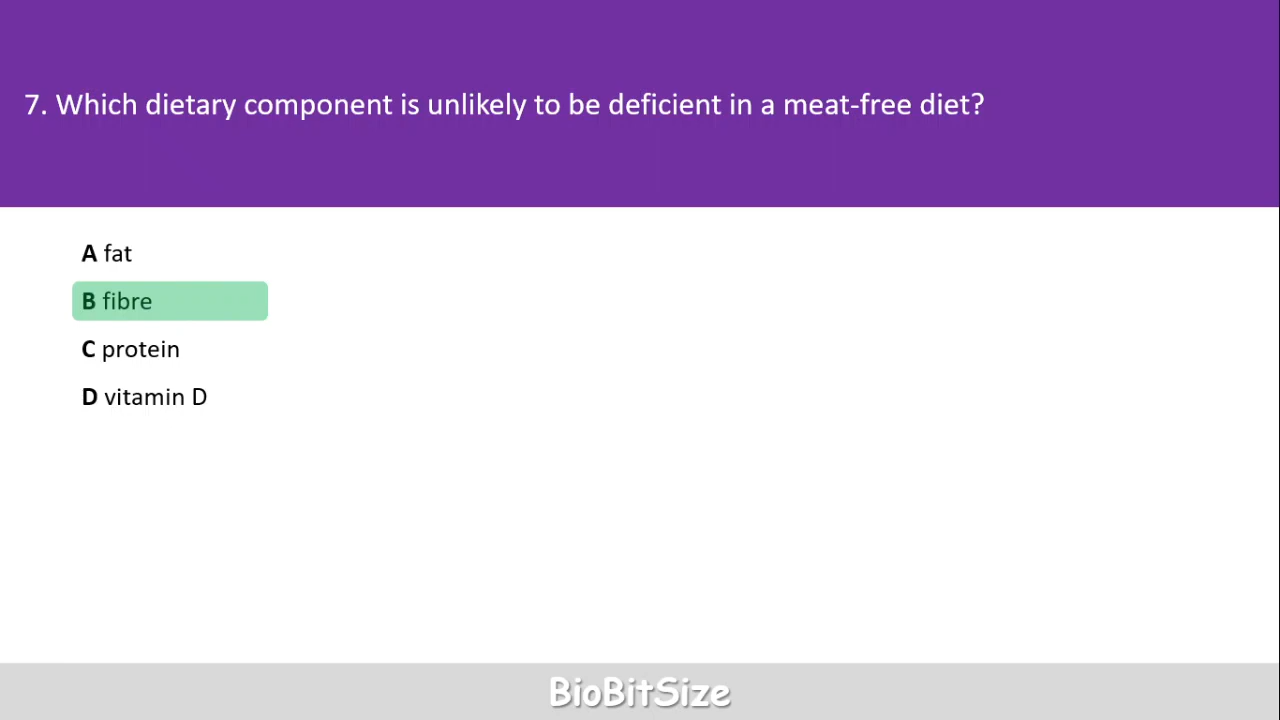 7. Which dietary component is unlikely to be deficient in a meat-free diet?
A fat
B fibre
C protein
D vitamin D
BioBitSize